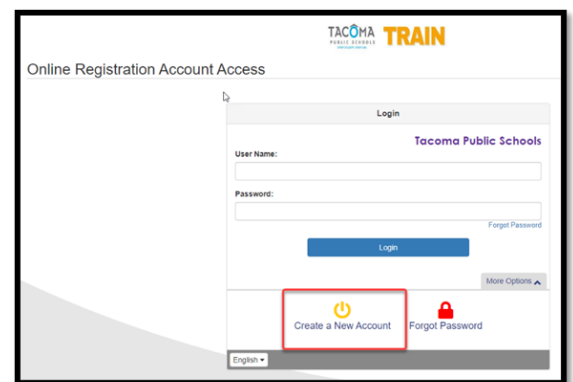 TACOMA TRAIN
PUBLIC SCHOOLS
Online Registration Account Access
Login
Tacoma Public Schools
User Name:
Password:
Forgot Password
Login
More Options
Create a New Account
Forgot Password
English